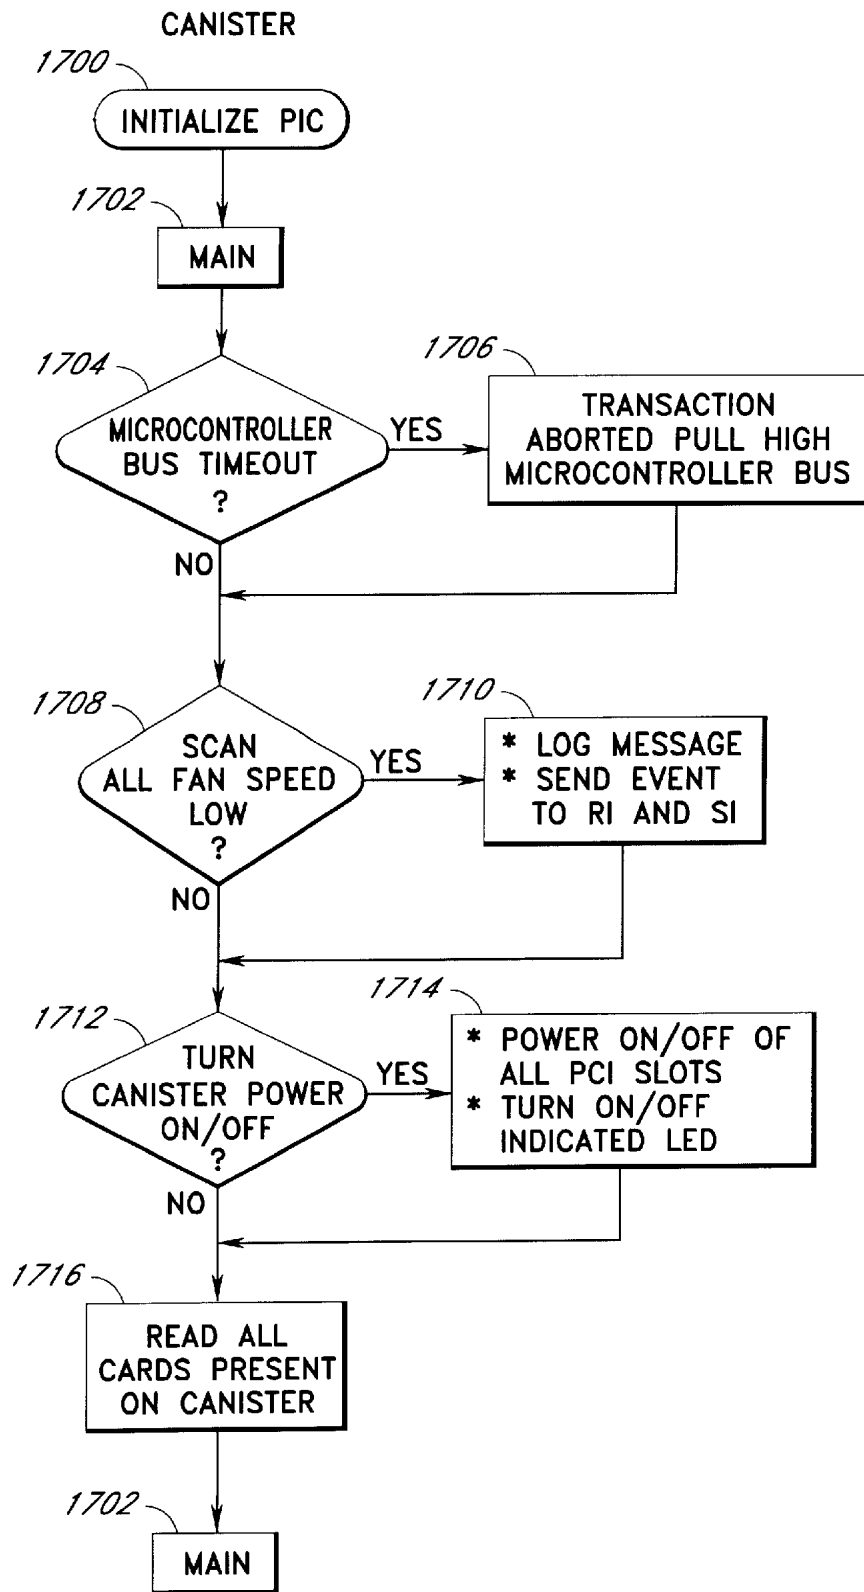 CANISTER
1700
INITIALIZE PIC
1702
MAIN
1704
MICROCONTROLLER
BUS TIMEOUT
?
YES
NO
1706
TRANSACTION
ABORTED PULL HIGH
MICROCONTROLLER BUS
1708
SCAN
ALL FAN SPEED
LOW
?
YES
NO
1710
* LOG MESSAGE
* SEND EVENT
TO RI AND SI
1712
TURN
CANISTER POWER
ON/OFF
?
YES
NO
1714
* POWER ON/OFF OF
ALL PCI SLOTS
* TURN ON/OFF
INDICATED LED
1716
READ ALL
CARDS PRESENT
ON CANISTER
1702
MAIN